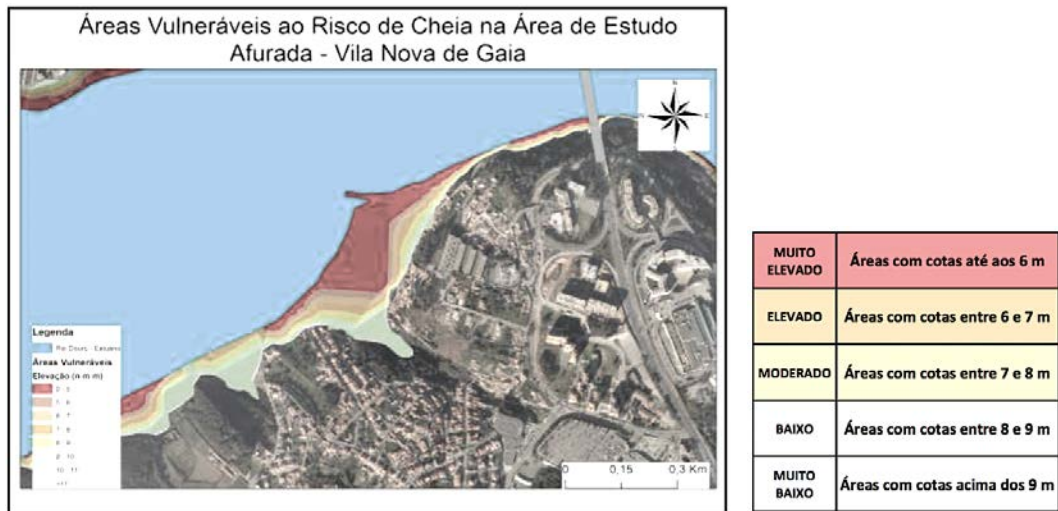 Áreas Vulneráveis ao Risco de Cheia na Área de Estudo
Afurada - Vila Nova de Gaia
N
Legenda
Áreas Vulneráveis
Elevação
0
0,15
0,3 Km
MUITO
ELEVADO
Áreas com cotas até aos 6 m
ELEVADO
Áreas com cotas entre 6 e 7 m
MODERADO
Áreas com cotas entre 7 e 8 m
BAIXO
Áreas com cotas entre 8 e 9 m
MUITO
BAIXO
Áreas com cotas acima dos 9 m